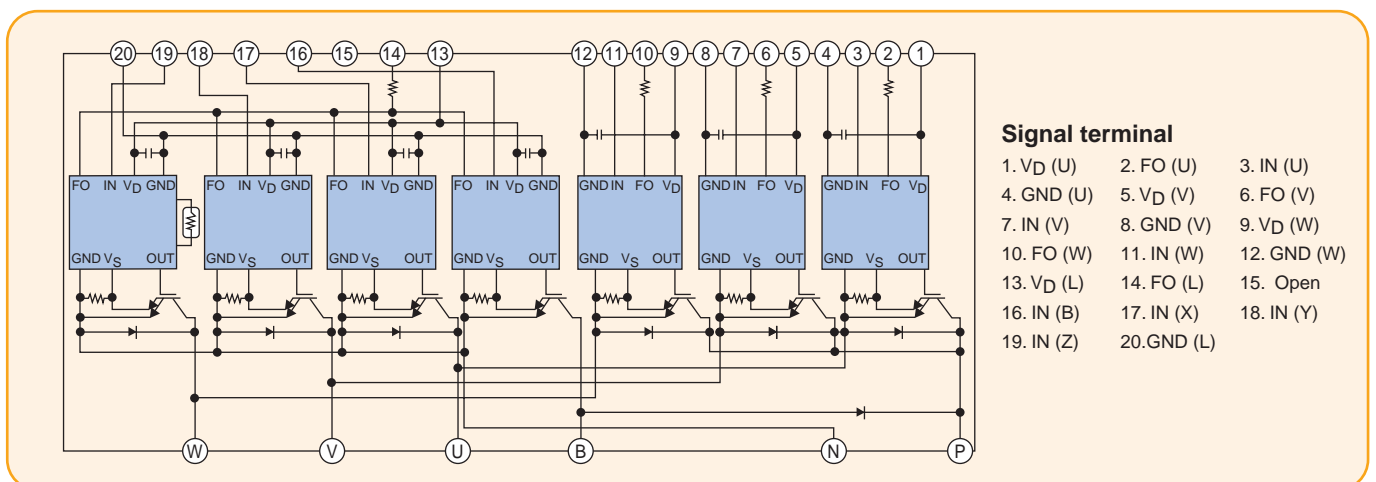 20 19 18 17 16 15 14 13 12 11 10 9 8 7 6 5 4 3 2 1
FO IN VD GND FO IN VD GND FO IN VD GND FO IN VD GND GND IN FO VD GND IN FO VD GND IN FO VD
GND VS OUT GND VS OUT GND VS OUT GND VS OUT GND VS OUT GND VS OUT GND VS OUT
W V U B N P
Signal terminal
1. VD (U) 2. FO (U) 3. IN (U)
4. GND (U) 5. VD (V) 6. FO (V)
7. IN (V) 8. GND (V) 9. VD (W)
10. FO (W) 11. IN (W) 12. GND (W)
13. VD (L) 14. FO (L) 15. Open
16. IN (B) 17. IN (X) 18. IN (Y)
19. IN (Z) 20.GND (L)